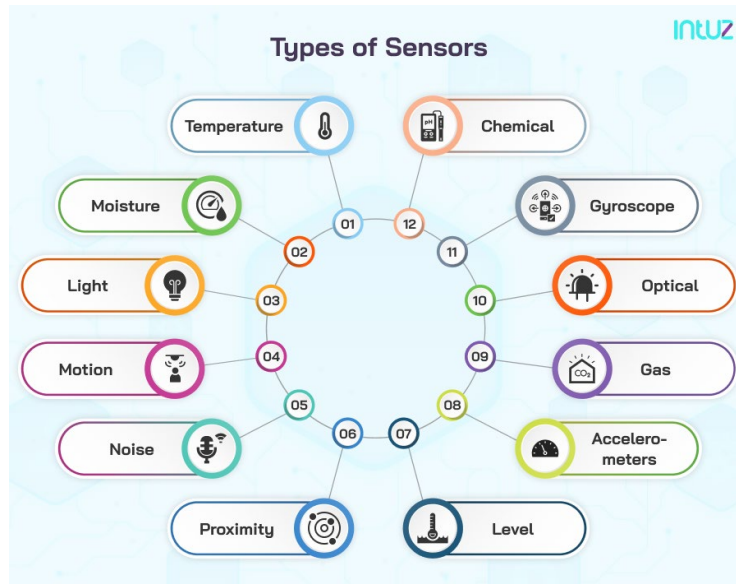 INTUZ
Types of Sensors
Temperature
01
Moisture
02
Light
03
Motion
04
Noise
05
Proximity
06
Level
07
Accelero-
meters
08
Gas
CO₂
09
Optical
10
Gyroscope
11
Chemical
pH
12